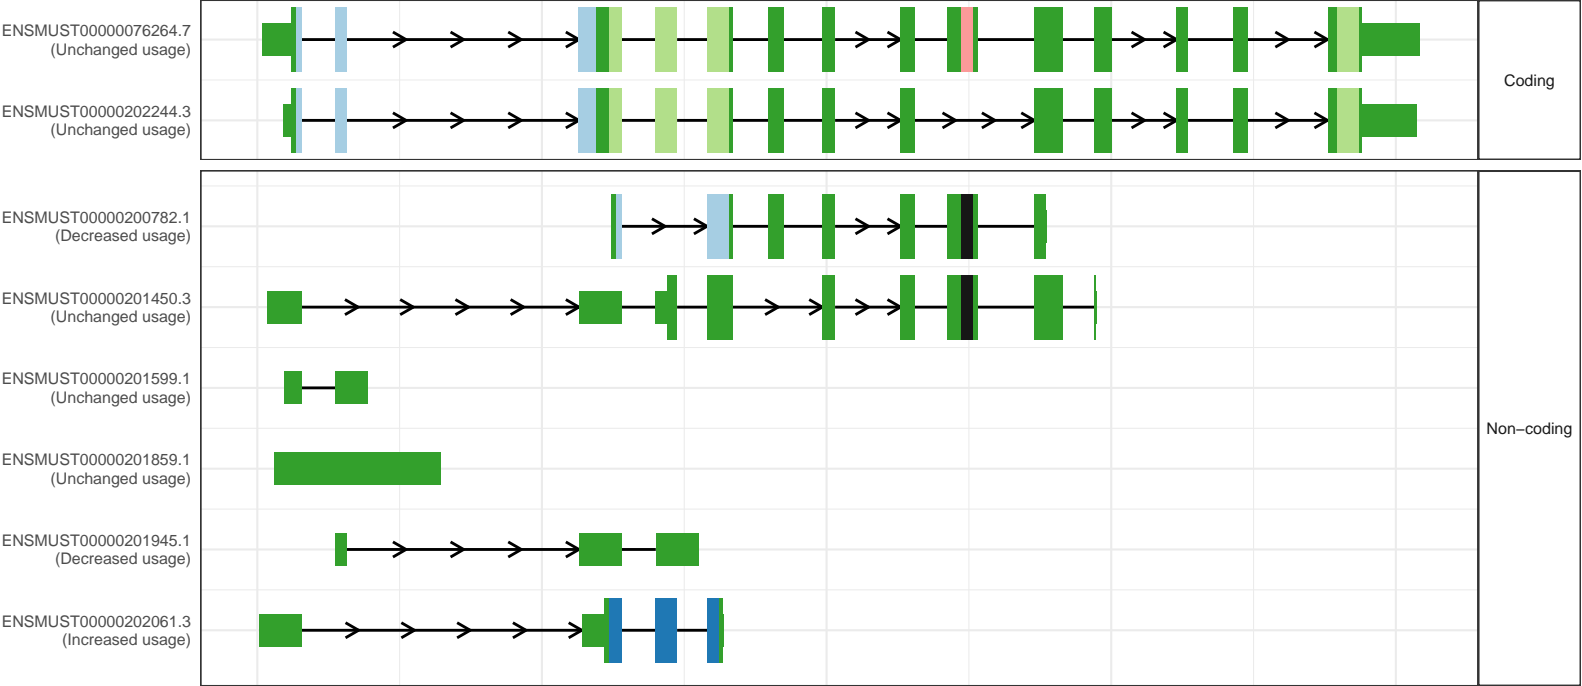 ENSMUST00000076264.7
(Unchanged usage)
ENSMUST00000202244.3
(Unchanged usage)
Coding
ENSMUST00000200782.1
(Decreased usage)
ENSMUST00000201450.3
(Unchanged usage)
ENSMUST00000201599.1
(Unchanged usage)
ENSMUST00000201859.1
(Unchanged usage)
ENSMUST00000201945.1
(Decreased usage)
ENSMUST00000202061.3
(Increased usage)
Non−coding